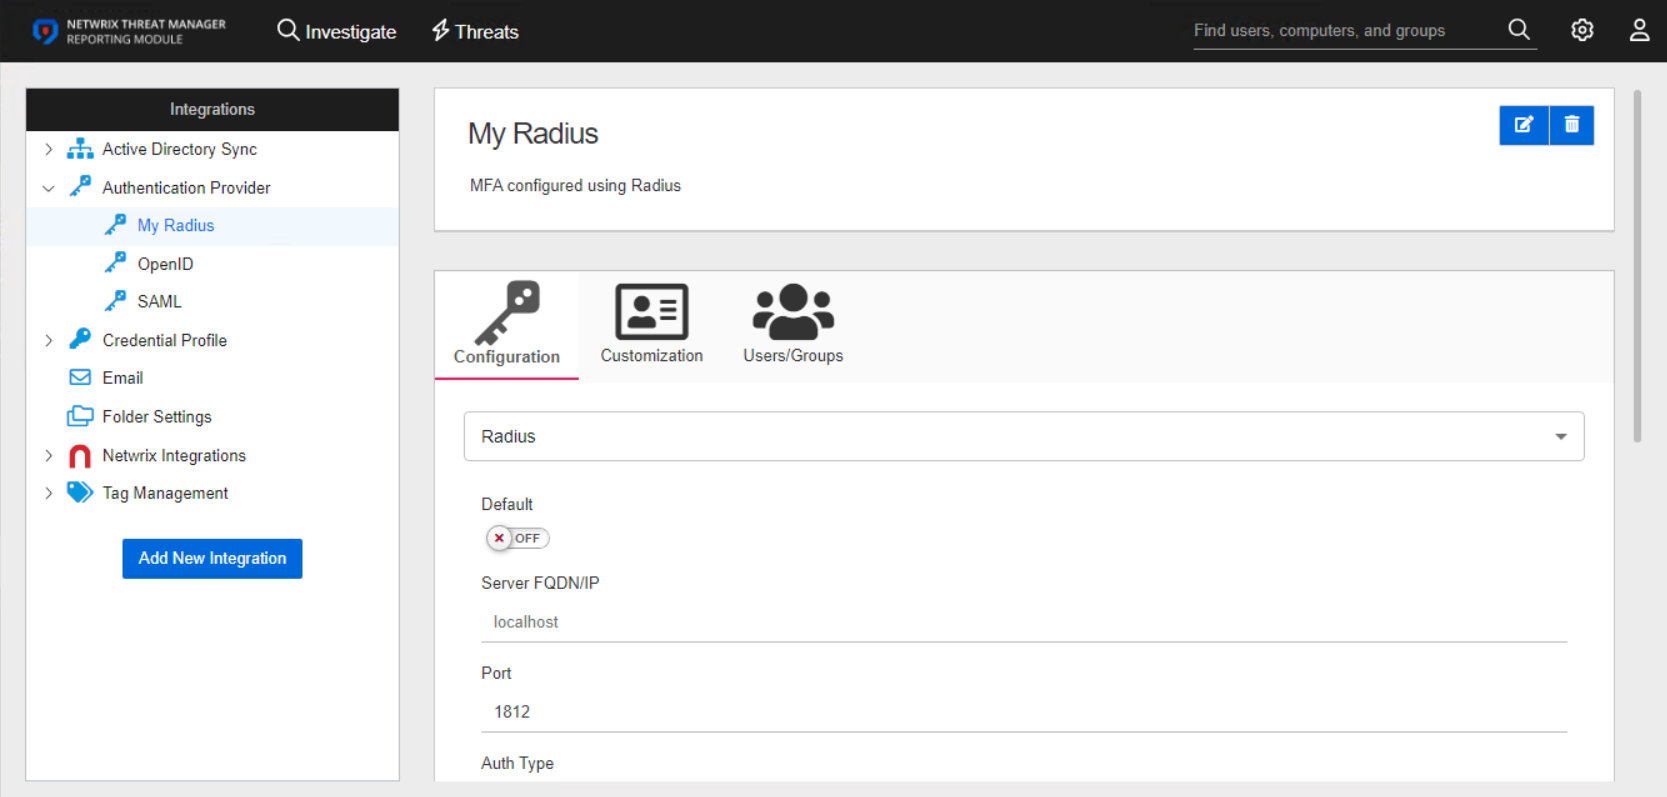 NETWRIX THREAT MANAGER
REPORTING MODULE
Investigate
Threats
Find users, computers, and groups
Integrations
Active Directory Sync
Authentication Provider
My Radius
OpenID
SAML
Credential Profile
Email
Folder Settings
Netwrix Integrations
Tag Management
Add New Integration
My Radius
MFA configured using Radius
Configuration
Customization
Users/Groups
Radius
Default
OFF
Server FQDN/IP
localhost
Port
1812
Auth Type